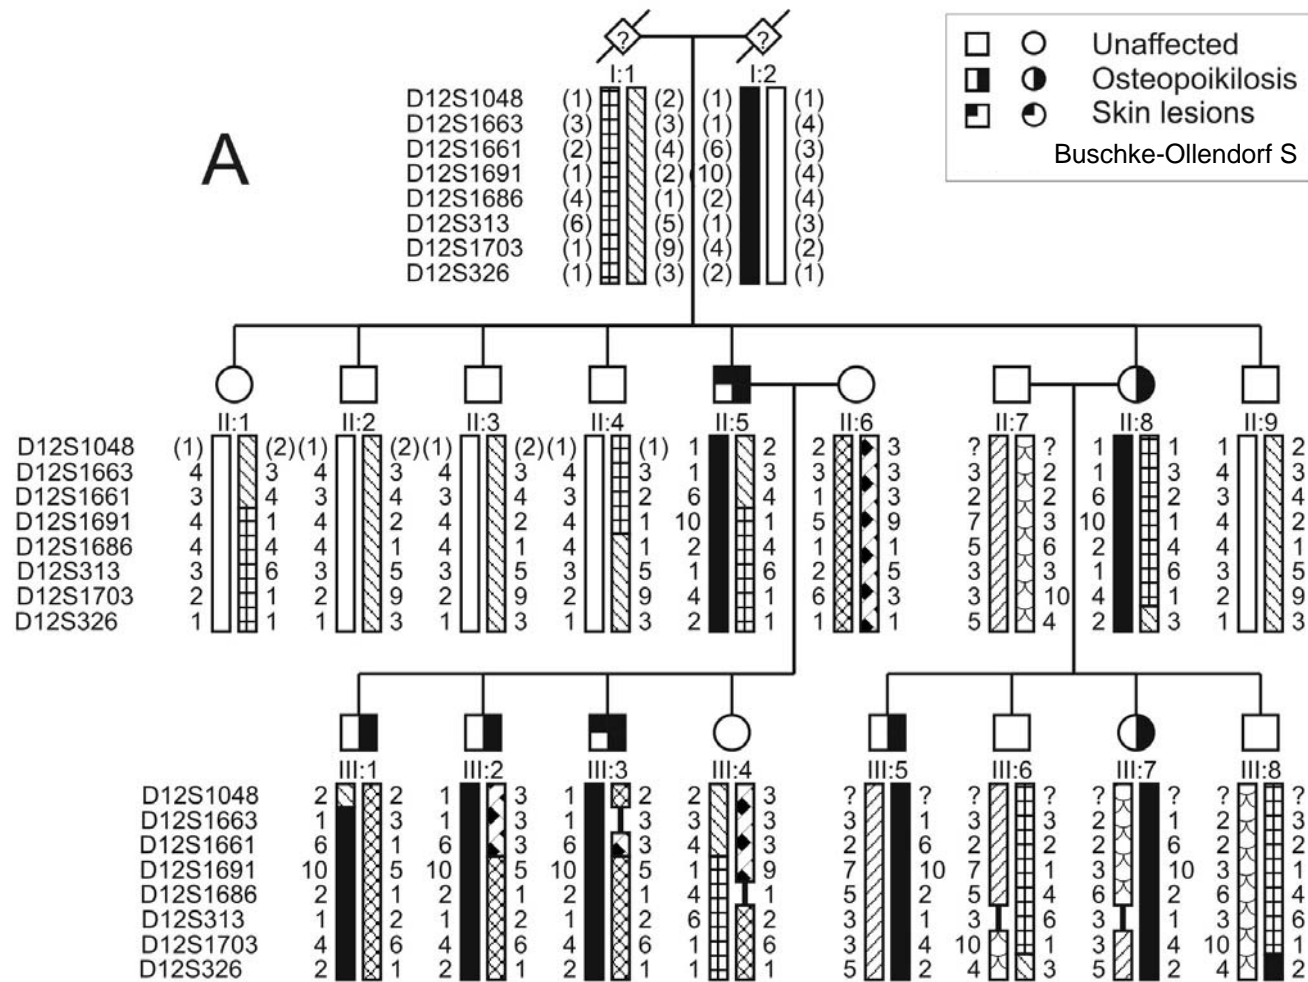 A
? ?
Unaffected
Osteopoikilosis
Skin lesions
Buschke-Ollendorf S
I:1 I:2
D12S1048 (1) (2) (1) (1)
D12S1663 (3) (3) (1) (4)
D12S1661 (2) (4) (6) (3)
D12S1691 (1) (2) 10) (4)
D12S1686 (4) (1) (2) (4)
D12S313 (6) (5) (1) (3)
D12S1703 (1) (9) (4) (2)
D12S326 (1) (3) (2) (1)
II:1 II:2 II:3 II:4 II:5 II:6 II:7 II:8 II:9
D12S1048 (1) (2) (1) (2) (1) (2) (1) (1) 1 2 2 3 ? ? 1 1 1 2
D12S1663 4 3 4 3 4 3 4 3 1 3 3 3 3 2 1 3 4 3
D12S1661 3 4 3 4 3 4 3 2 6 4 1 3 2 2 6 2 3 4
D12S1691 4 1 4 2 4 2 4 1 10 1 5 9 7 3 10 1 4 2
D12S1686 4 4 4 1 4 1 4 1 2 4 1 1 5 6 2 4 4 1
D12S313 3 6 3 5 3 5 3 5 1 6 2 5 3 3 1 6 3 5
D12S1703 2 1 2 9 2 9 2 9 4 1 6 3 3 10 4 1 2 9
D12S326 1 1 1 3 1 3 1 3 2 1 1 1 5 4 2 3 1 3
III:1 III:2 III:3 III:4 III:5 III:6 III:7 III:8
D12S1048 2 2 1 3 1 2 2 3 ? ? ? ? ? ? ? ?
D12S1663 1 3 1 3 1 3 3 3 3 1 3 3 2 1 2 3
D12S1661 6 1 6 3 6 3 4 3 2 6 2 2 2 6 2 2
D12S1691 10 5 10 5 10 5 1 9 7 10 7 1 3 10 3 1
D12S1686 2 1 2 1 2 1 4 1 5 2 5 4 6 2 6 4
D12S313 1 2 1 2 1 2 6 2 3 1 3 6 3 1 3 6
D12S1703 4 6 4 6 4 6 1 6 3 4 10 1 3 4 10 1
D12S326 2 1 2 1 2 1 1 1 5 2 4 3 5 2 4 2